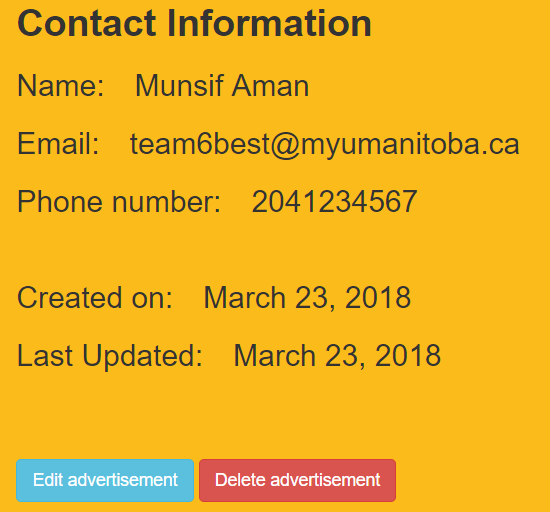 Contact Information
Name: Munsif Aman
Email: team6best@myumanitoba.ca
Phone number: 2041234567
Created on: March 23, 2018
Last Updated: March 23, 2018
Edit advertisement Delete advertisement